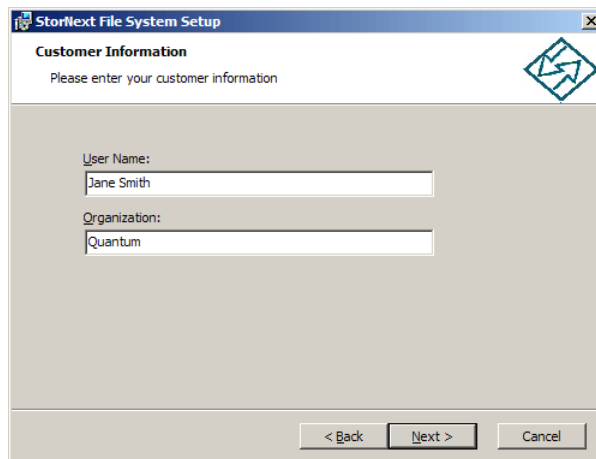 StorNext File System Setup
Customer Information
Please enter your customer information
User Name:
Jane Smith
Organization:
Quantum
< Back Next > Cancel